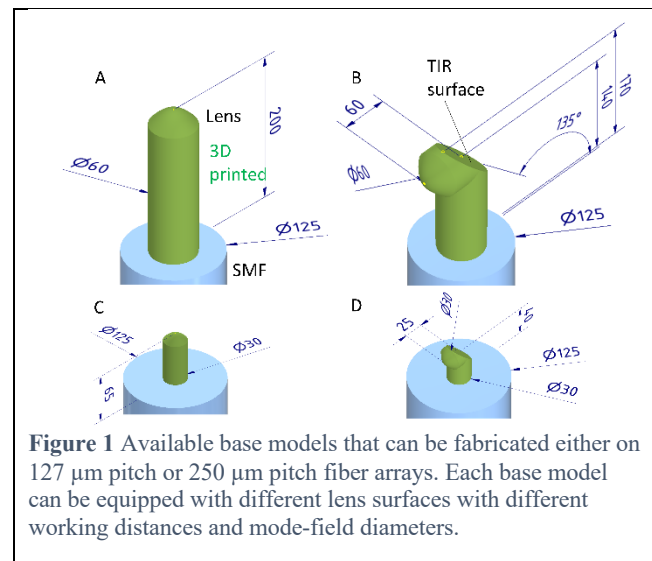 A
Lens
3D
printed
200
Ø60
Ø125
SMF
B
TIR
surface
60
170
140
135°
Ø60
Ø125
C
Ø125
Ø30
65
D
Ø30
25
40
Ø125
Ø30
Figure 1 Available base models that can be fabricated either on
127 µm pitch or 250 µm pitch fiber arrays. Each base model
can be equipped with different lens surfaces with different
working distances and mode-field diameters.